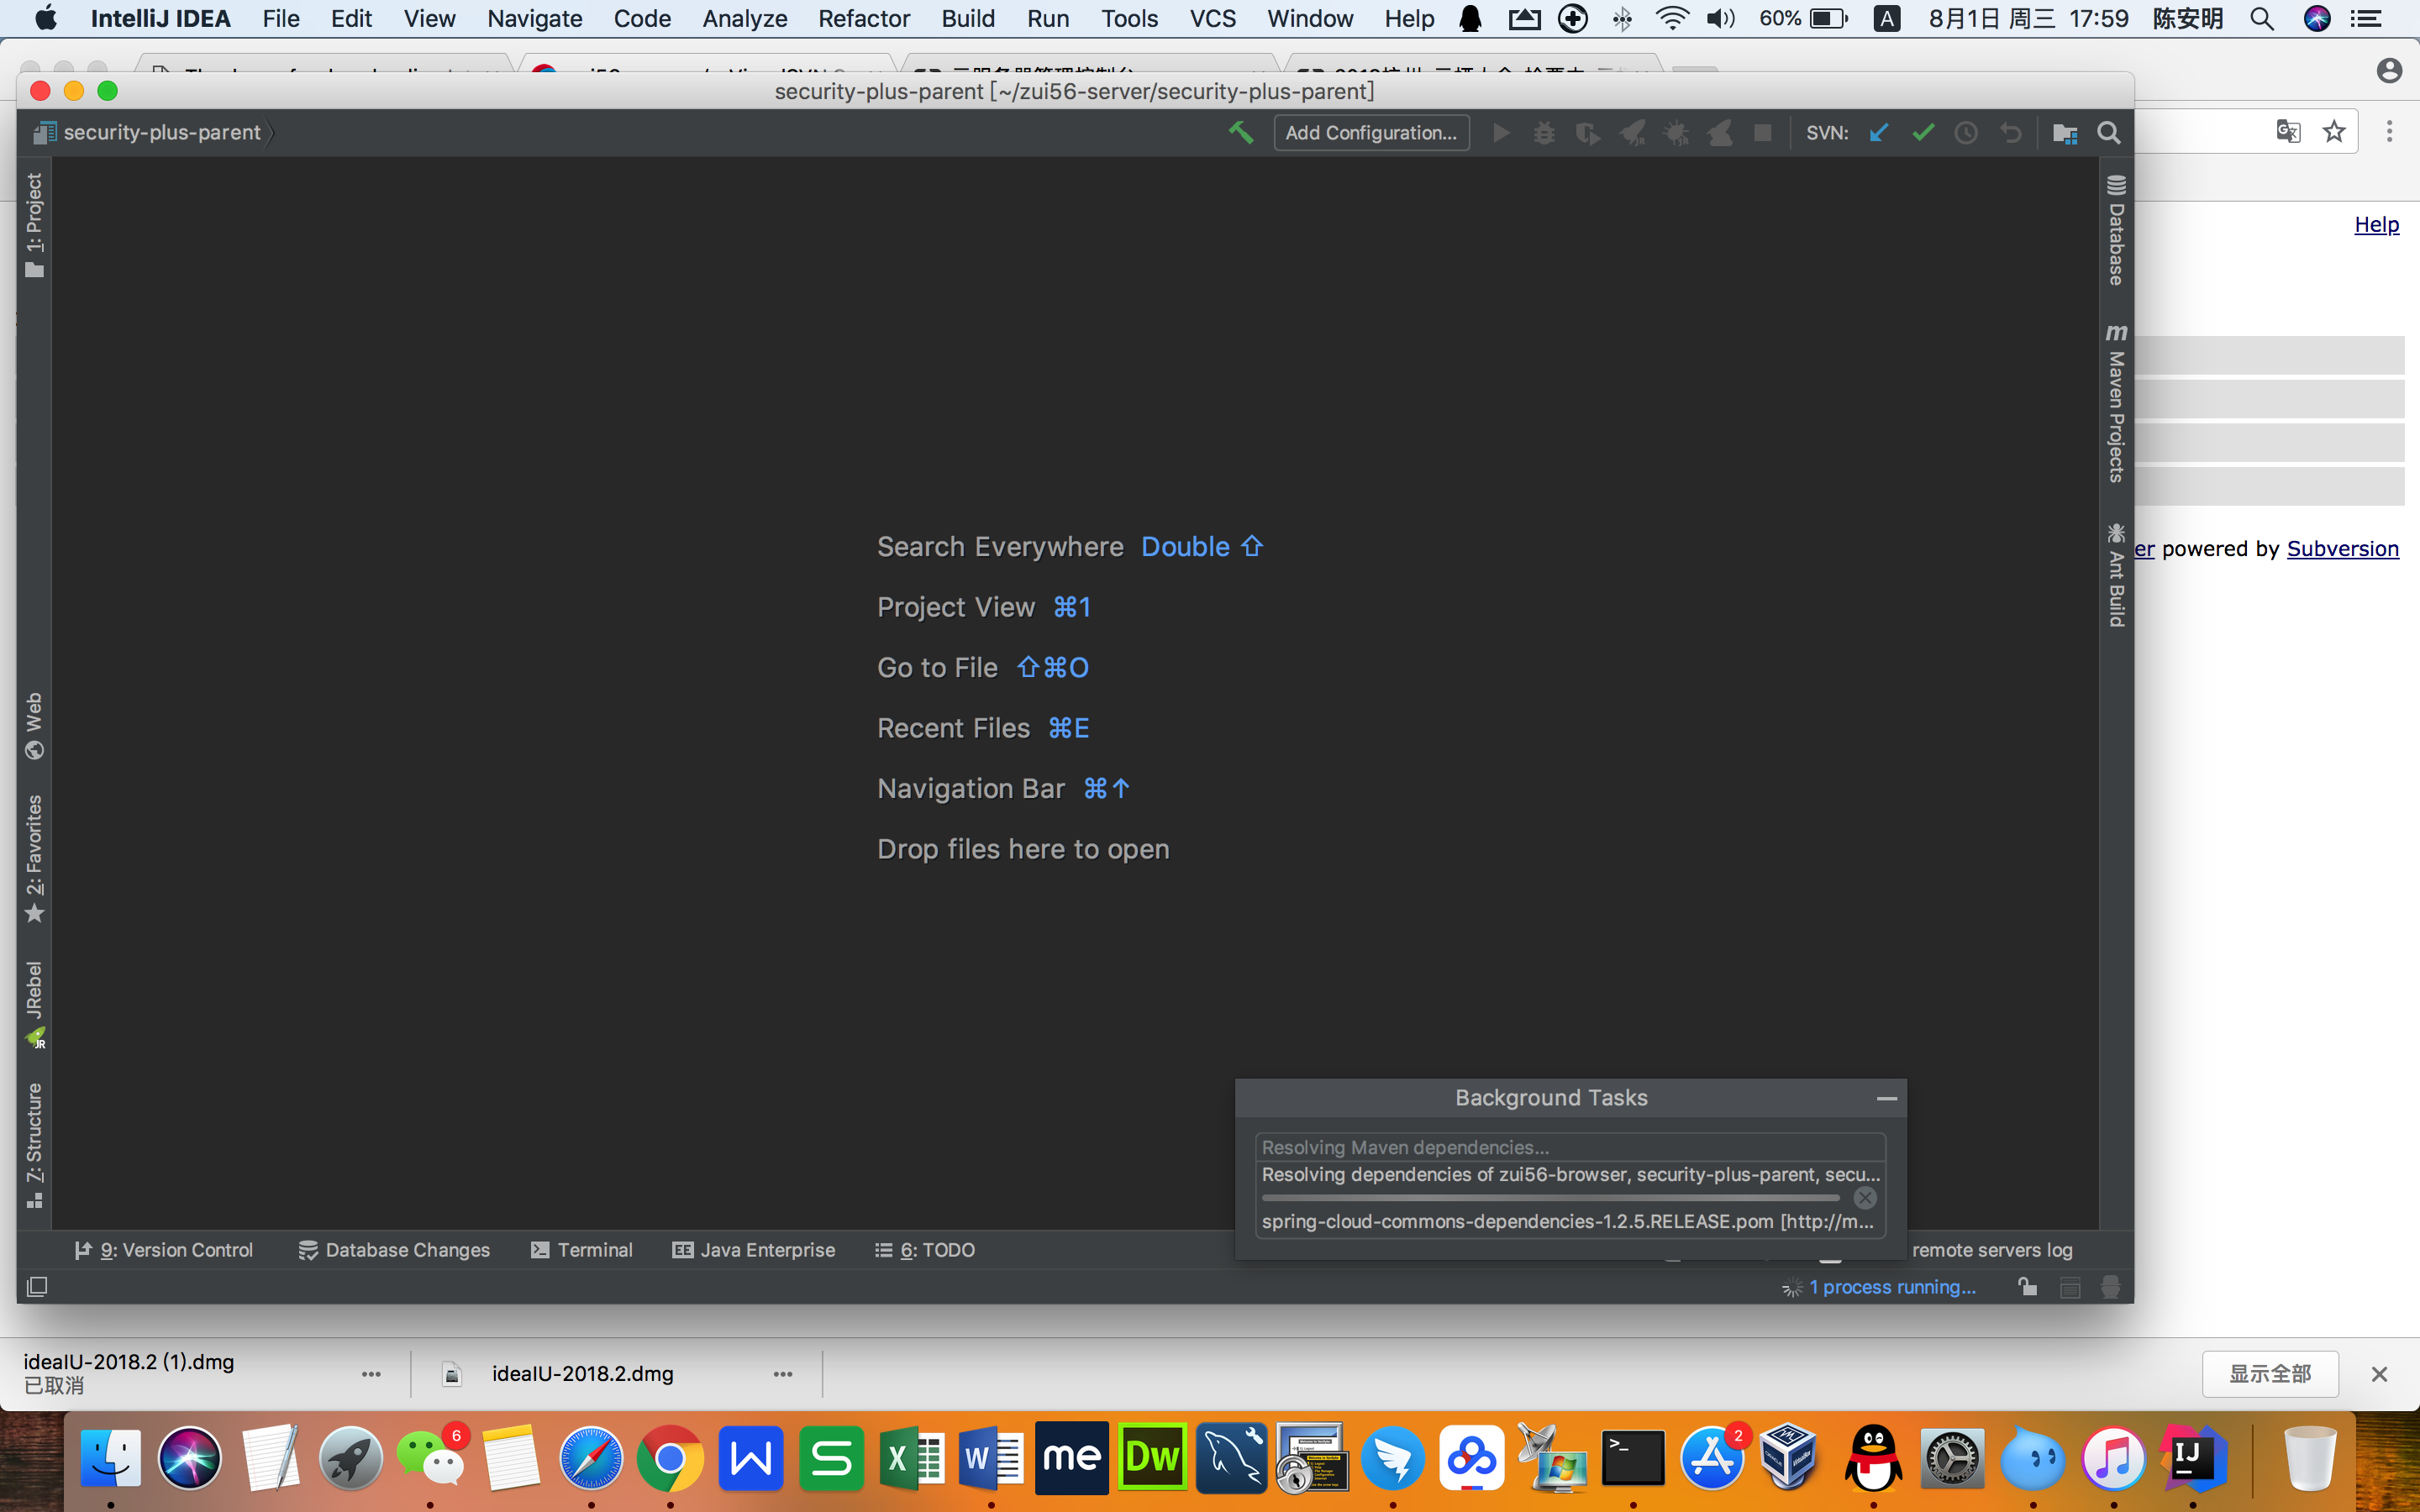 IntelliJ IDEA File Edit View Navigate Code Analyze Refactor Build Run Tools VCS Window Help 60% A 8月1日 周三 17:59 陈安明
security-plus-parent [~/zui56-server/security-plus-parent]
security-plus-parent Add Configuration... SVN:
1: Project
Web
2: Favorites
JRebel
JR
7: Structure
Database
Maven Projects
Ant Build
Help
er powered by Subversion
Search Everywhere Double ⇧
Project View ⌘1
Go to File ⇧⌘O
Recent Files ⌘E
Navigation Bar ⌘↑
Drop files here to open
Background Tasks
Resolving Maven dependencies...
Resolving dependencies of zui56-browser, security-plus-parent, secu...
spring-cloud-commons-dependencies-1.2.5.RELEASE.pom [http://m...
9: Version Control Database Changes Terminal Java Enterprise 6: TODO remote servers log
1 process running...
ideaIU-2018.2 (1).dmg
已取消
ideaIU-2018.2.dmg
显示全部
6
me
Dw
2
IJ